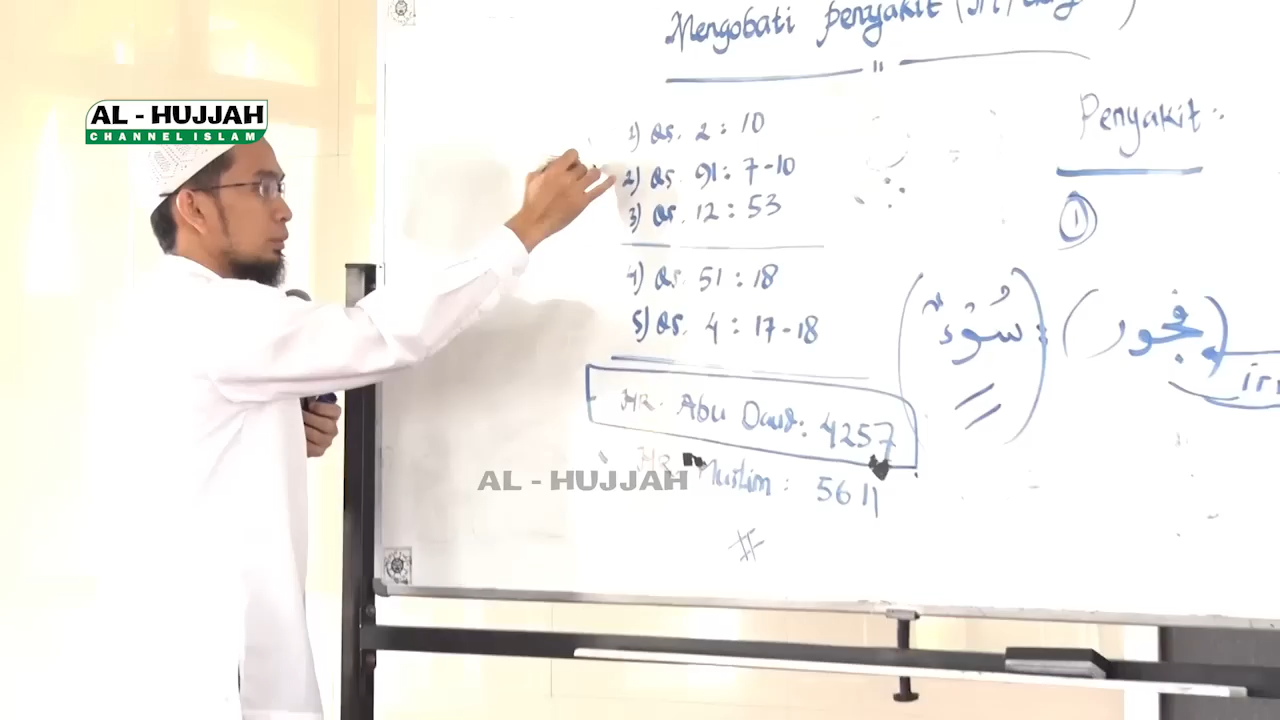 AL - HUJJAH
CHANNEL ISLAM
Mengobati penyakit
"
1) QS. 2 : 10
2) QS. 91 : 7-10
3) QS. 12 : 53
4) QS. 51 : 18
5) QS. 4 : 17-18
HR. Abu Daud : 4257
HR Muslim : 5611
#
Penyakit :
1
(سُوْءٌ) : (فجور)
AL - HUJJAH